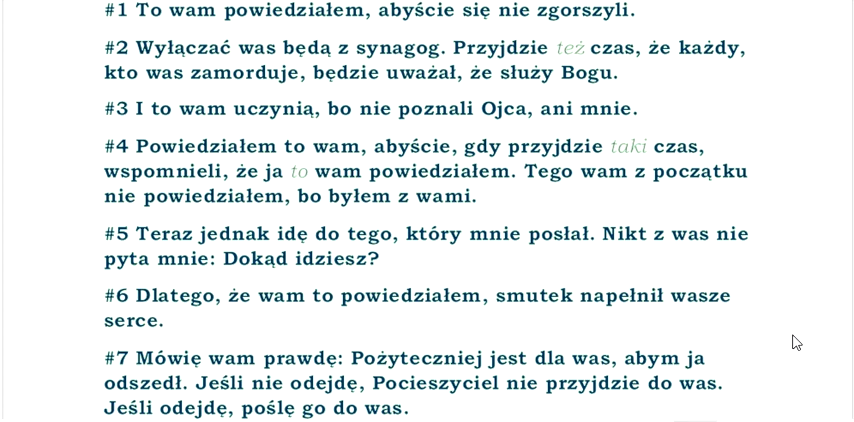 #1 To wam powiedziałem, abyście się nie zgorszyli.
#2 Wyłączać was będą z synagog. Przyjdzie też czas, że każdy,
kto was zamorduje, będzie uważał, że służy Bogu.
#3 I to wam uczynią, bo nie poznali Ojca, ani mnie.
#4 Powiedziałem to wam, abyście, gdy przyjdzie taki czas,
wspomnieli, że ja to wam powiedziałem. Tego wam z początku
nie powiedziałem, bo byłem z wami.
#5 Teraz jednak idę do tego, który mnie posłał. Nikt z was nie
pyta mnie: Dokąd idziesz?
#6 Dlatego, że wam to powiedziałem, smutek napełnił wasze
serce.
#7 Mówię wam prawdę: Pożyteczniej jest dla was, abym ja
odszedł. Jeśli nie odejdę, Pocieszyciel nie przyjdzie do was.
Jeśli odejdę, poślę go do was.